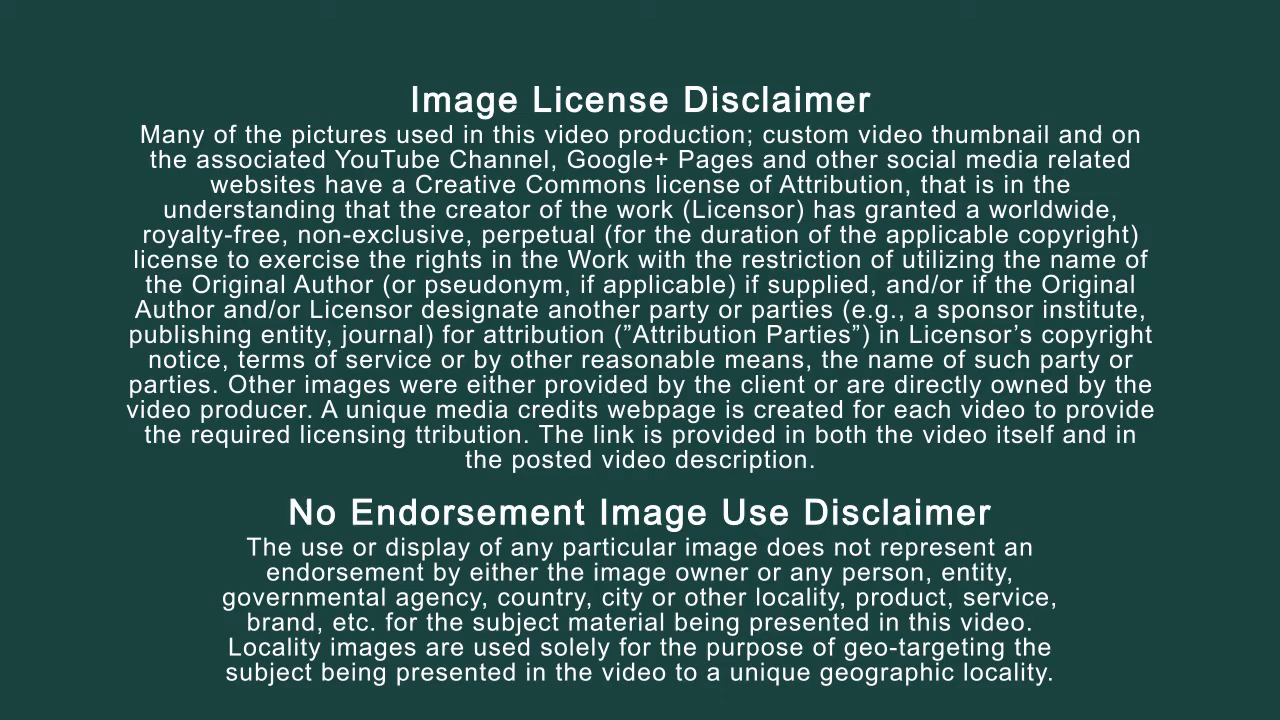 Image License Disclaimer
Many of the pictures used in this video production; custom video thumbnail and on
the associated YouTube Channel, Google+ Pages and other social media related
websites have a Creative Commons license of Attribution, that is in the
understanding that the creator of the work (Licensor) has granted a worldwide,
royalty-free, non-exclusive, perpetual (for the duration of the applicable copyright)
license to exercise the rights in the Work with the restriction of utilizing the name of
the Original Author (or pseudonym, if applicable) if supplied, and/or if the Original
Author and/or Licensor designate another party or parties (e.g., a sponsor institute,
publishing entity, journal) for attribution (”Attribution Parties”) in Licensor’s copyright
notice, terms of service or by other reasonable means, the name of such party or
parties. Other images were either provided by the client or are directly owned by the
video producer. A unique media credits webpage is created for each video to provide
the required licensing ttribution. The link is provided in both the video itself and in
the posted video description.
No Endorsement Image Use Disclaimer
The use or display of any particular image does not represent an
endorsement by either the image owner or any person, entity,
governmental agency, country, city or other locality, product, service,
brand, etc. for the subject material being presented in this video.
Locality images are used solely for the purpose of geo-targeting the
subject being presented in the video to a unique geographic locality.